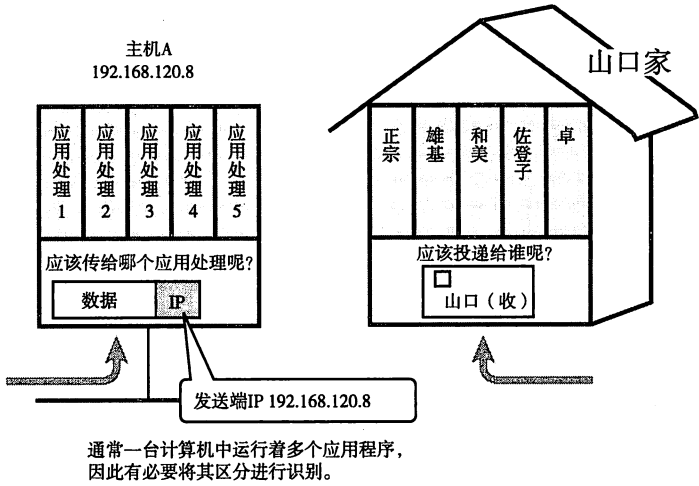 主机A
192.168.120.8
应用处理1
应用处理2
应用处理3
应用处理4
应用处理5
应该传给哪个应用处理呢?
数据
IP
发送端IP 192.168.120.8
山口家
正宗
雄基
和美
佐登子
卓
应该投递给谁呢?
山口（收）
通常一台计算机中运行着多个应用程序，
因此有必要将其区分进行识别。